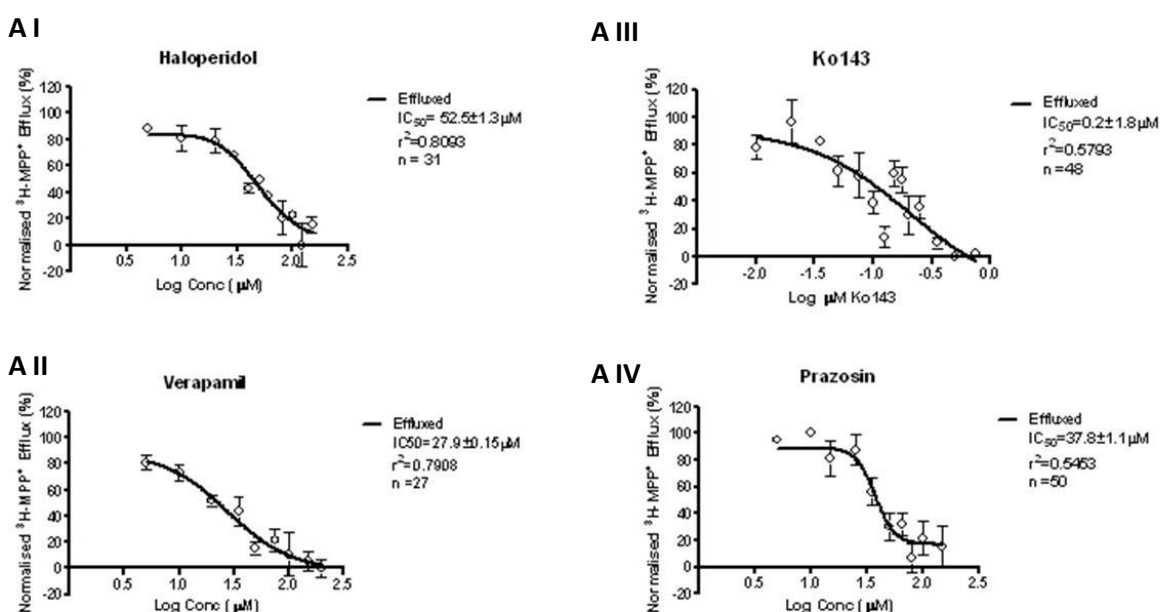 A I
Haloperidol
Normalised ³H-MPP⁺ Efflux (%)
120
100
80
60
40
20
0
-20
0.5
1.0
1.5
2.0
2.5
Log Conc ( μM)
Effluxed
IC₅₀= 52.5±1.3μM
r²=0.8093
n = 31
A III
Ko143
Normalised ³H-MPP⁺ Efflux (%)
120
100
80
60
40
20
0
-20
-2.0
-1.5
-1.0
-0.5
0.0
Log μM Ko143
Effluxed
IC₅₀=0.2±1.8μM
r²=0.5793
n =48
A II
Verapamil
Normalised ³H-MPP⁺ Efflux (%)
120
100
80
60
40
20
0
-20
0.5
1.0
1.5
2.0
2.5
Log Conc ( μM)
Effluxed
IC50=27.9±0.15μM
r²=0.7908
n =27
A IV
Prazosin
Normalised ³H-MPP⁺ Efflux (%)
120
100
80
60
40
20
0
-20
0.5
1.0
1.5
2.0
2.5
Log Conc ( μM)
Effluxed
IC₅₀=37.8±1.1μM
r²=0.5453
n =50